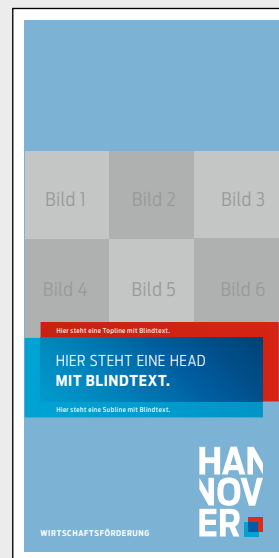 Bild 1 Bild 2 Bild 3
Bild 4 Bild 5 Bild 6
Hier steht eine Topline mit Blindtext.
HIER STEHT EINE HEAD
MIT BLINDTEXT.
Hier steht eine Subline mit Blindtext.
HAN
NOV
ER
WIRTSCHAFTSFÖRDERUNG